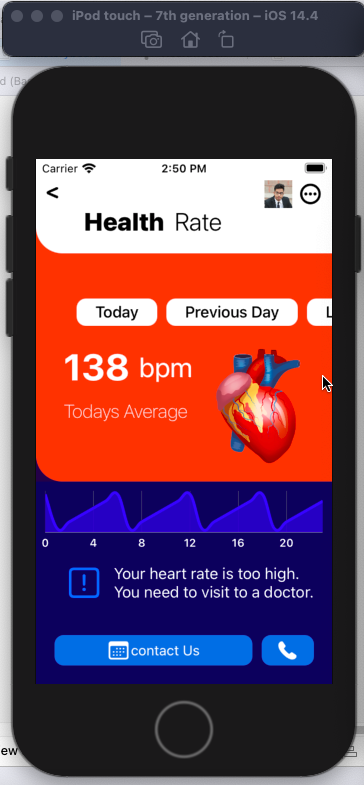 iPod touch – 7th generation – iOS 14.4
d (Ba
Carrier 2:50 PM
<
Health Rate
Today Previous Day L
138 bpm
Todays Average
0 4 8 12 16 20
Your heart rate is too high.
You need to visit to a doctor.
contact Us
ew